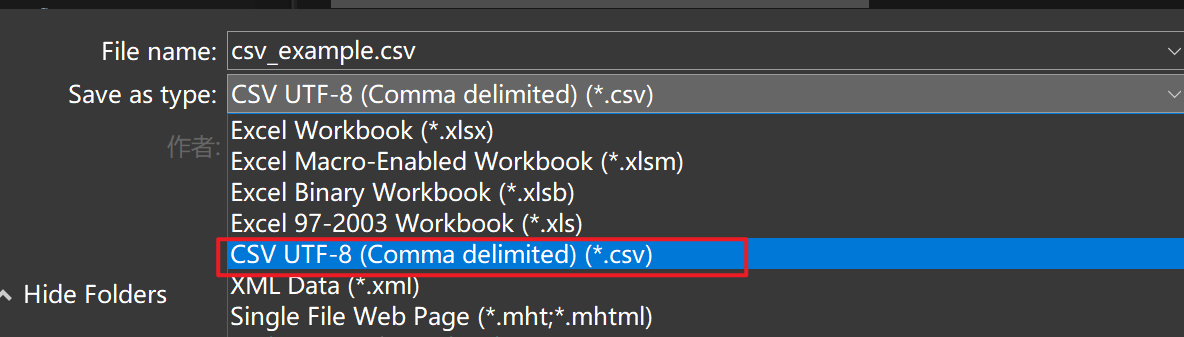 File name: csv_example.csv
Save as type: CSV UTF-8 (Comma delimited) (*.csv)
作者:
Excel Workbook (*.xlsx)
Excel Macro-Enabled Workbook (*.xlsm)
Excel Binary Workbook (*.xlsb)
Excel 97-2003 Workbook (*.xls)
CSV UTF-8 (Comma delimited) (*.csv)
XML Data (*.xml)
Hide Folders
Single File Web Page (*.mht;*.mhtml)